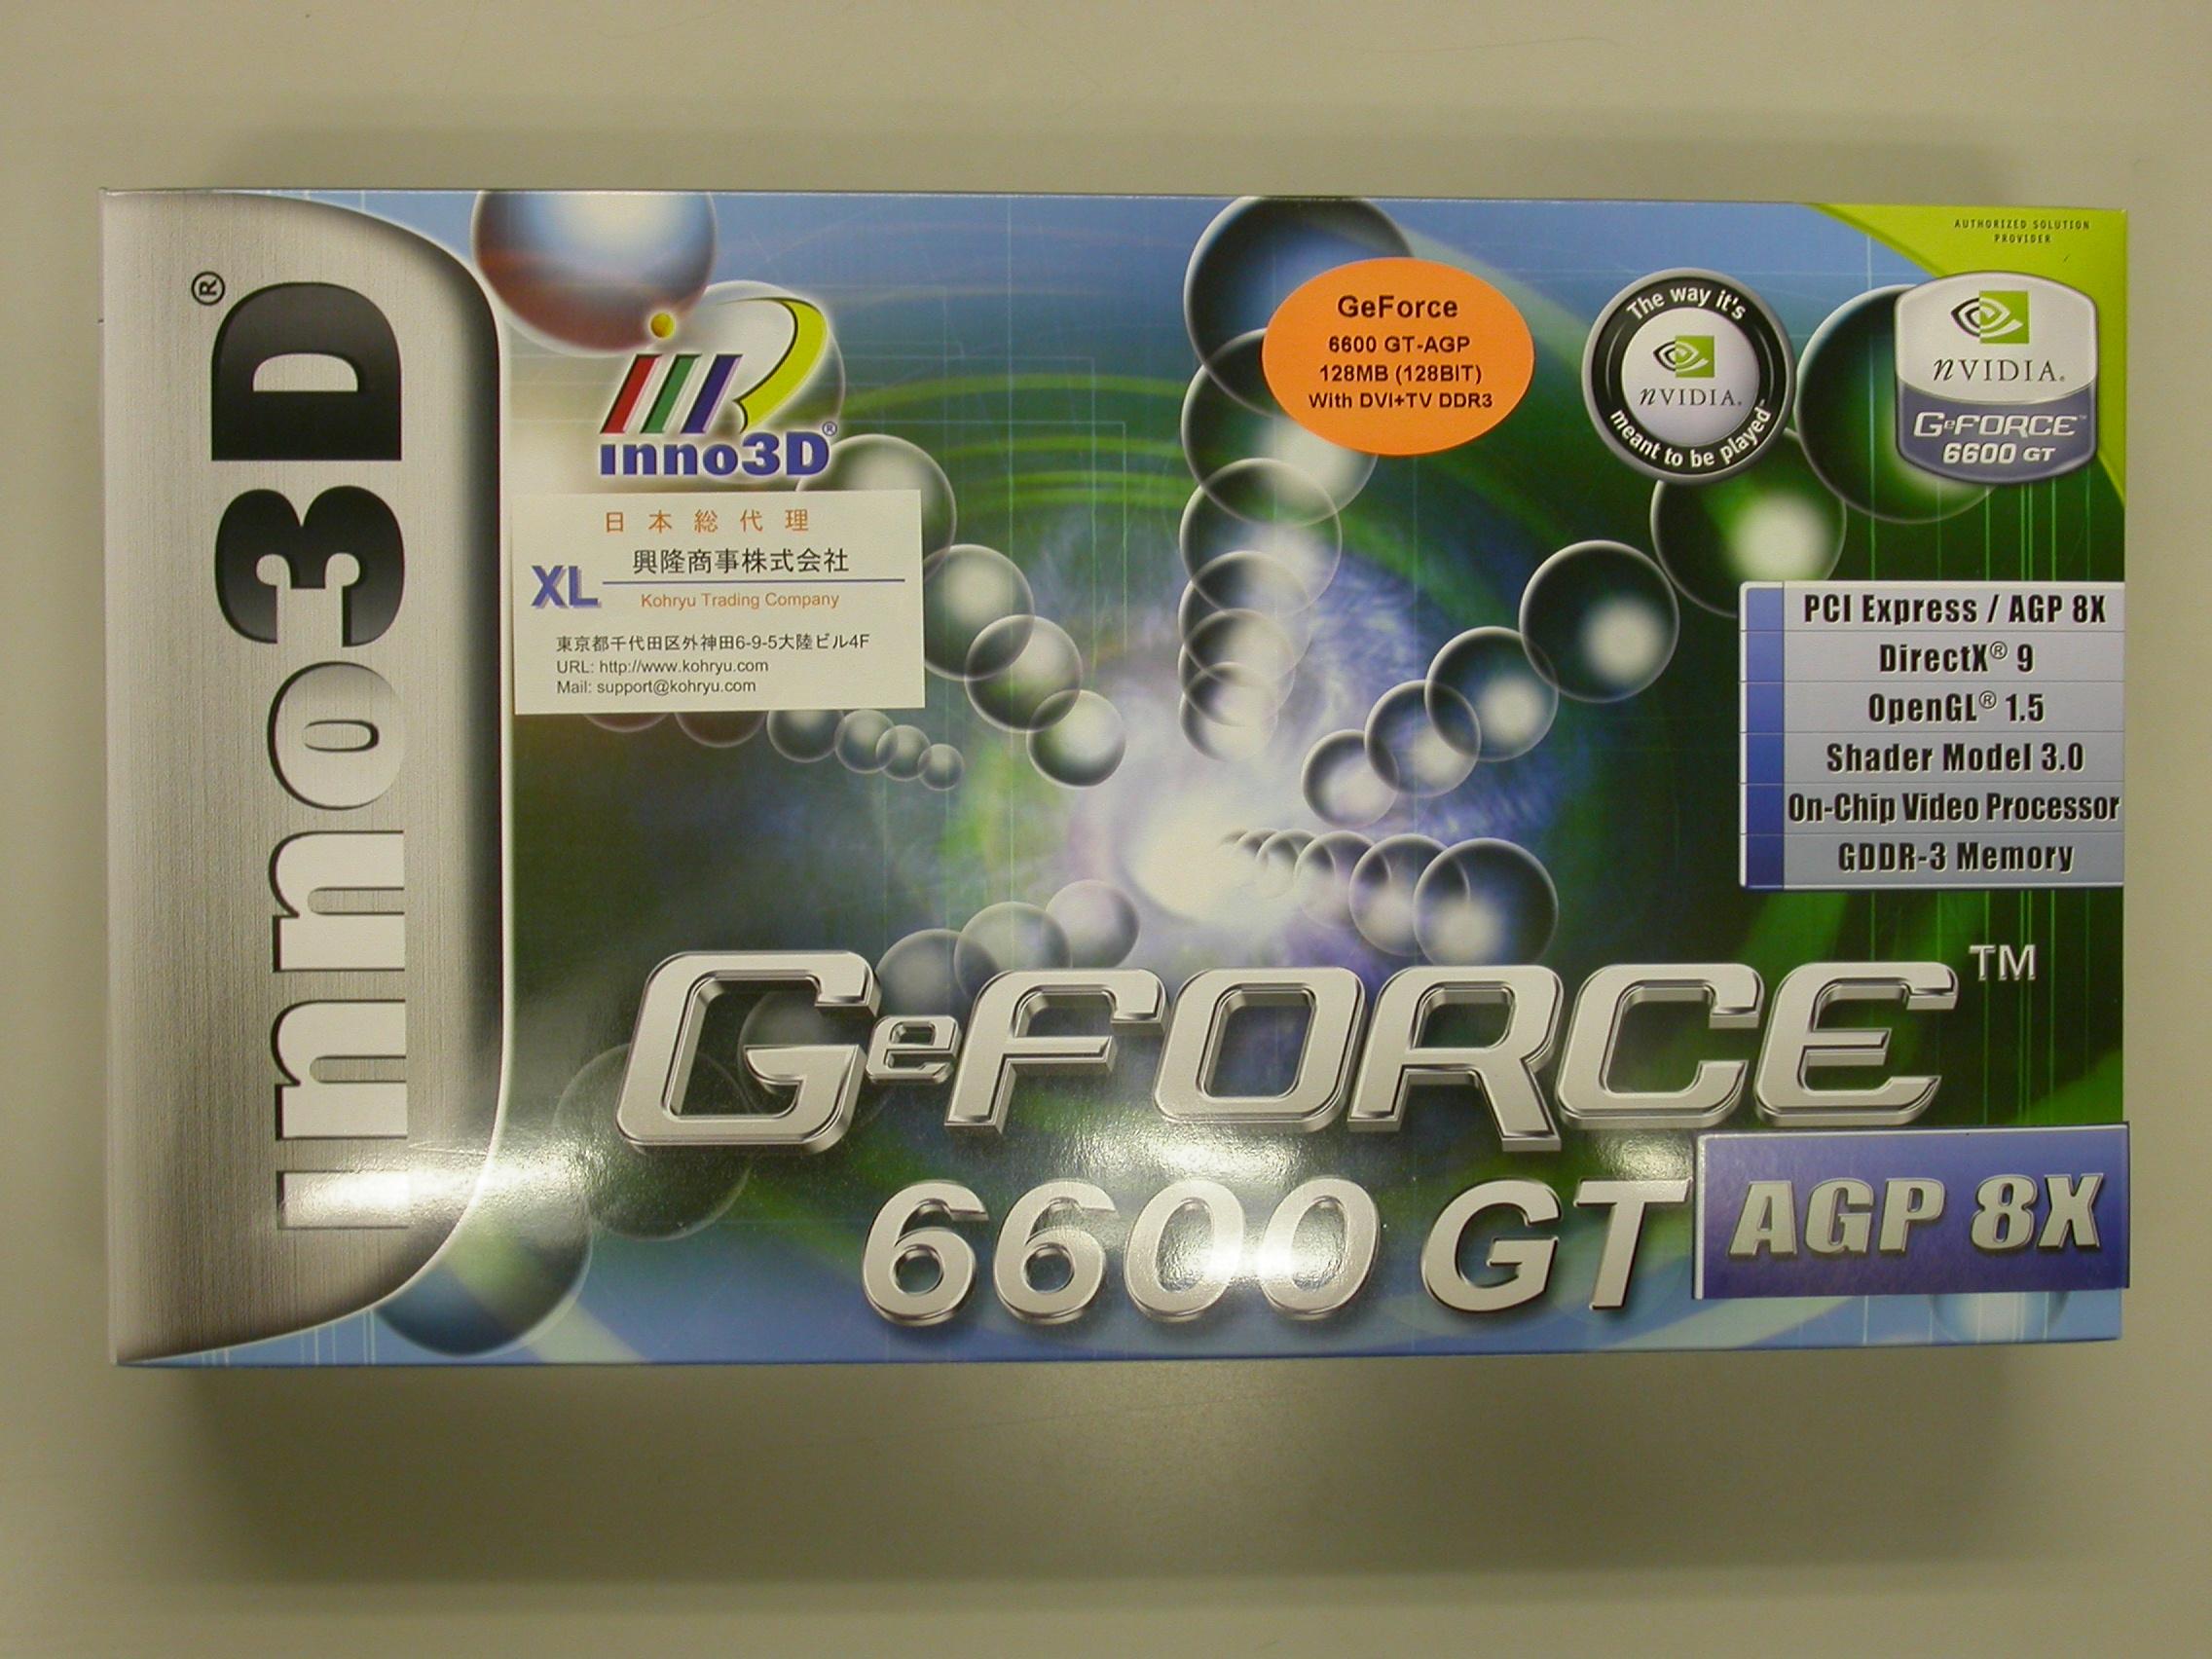 inno3D®
inno3D®
日本総代理
XL
興隆商事株式会社
Kohryu Trading Company
東京都千代田区外神田6-9-5大陸ビル4F
URL: http://www.kohryu.com
Mail: support@kohryu.com
GeForce
6600 GT-AGP
128MB (128BIT)
With DVI+TV DDR3
The way it's
nVIDIA.
meant to be played™
AUTHORIZED SOLUTION
PROVIDER
nVIDIA.
GeFORCE™
6600 GT
PCI Express / AGP 8X
DirectX® 9
OpenGL® 1.5
Shader Model 3.0
On-Chip Video Processor
GDDR-3 Memory
GeFORCE™
6600 GT
AGP 8X